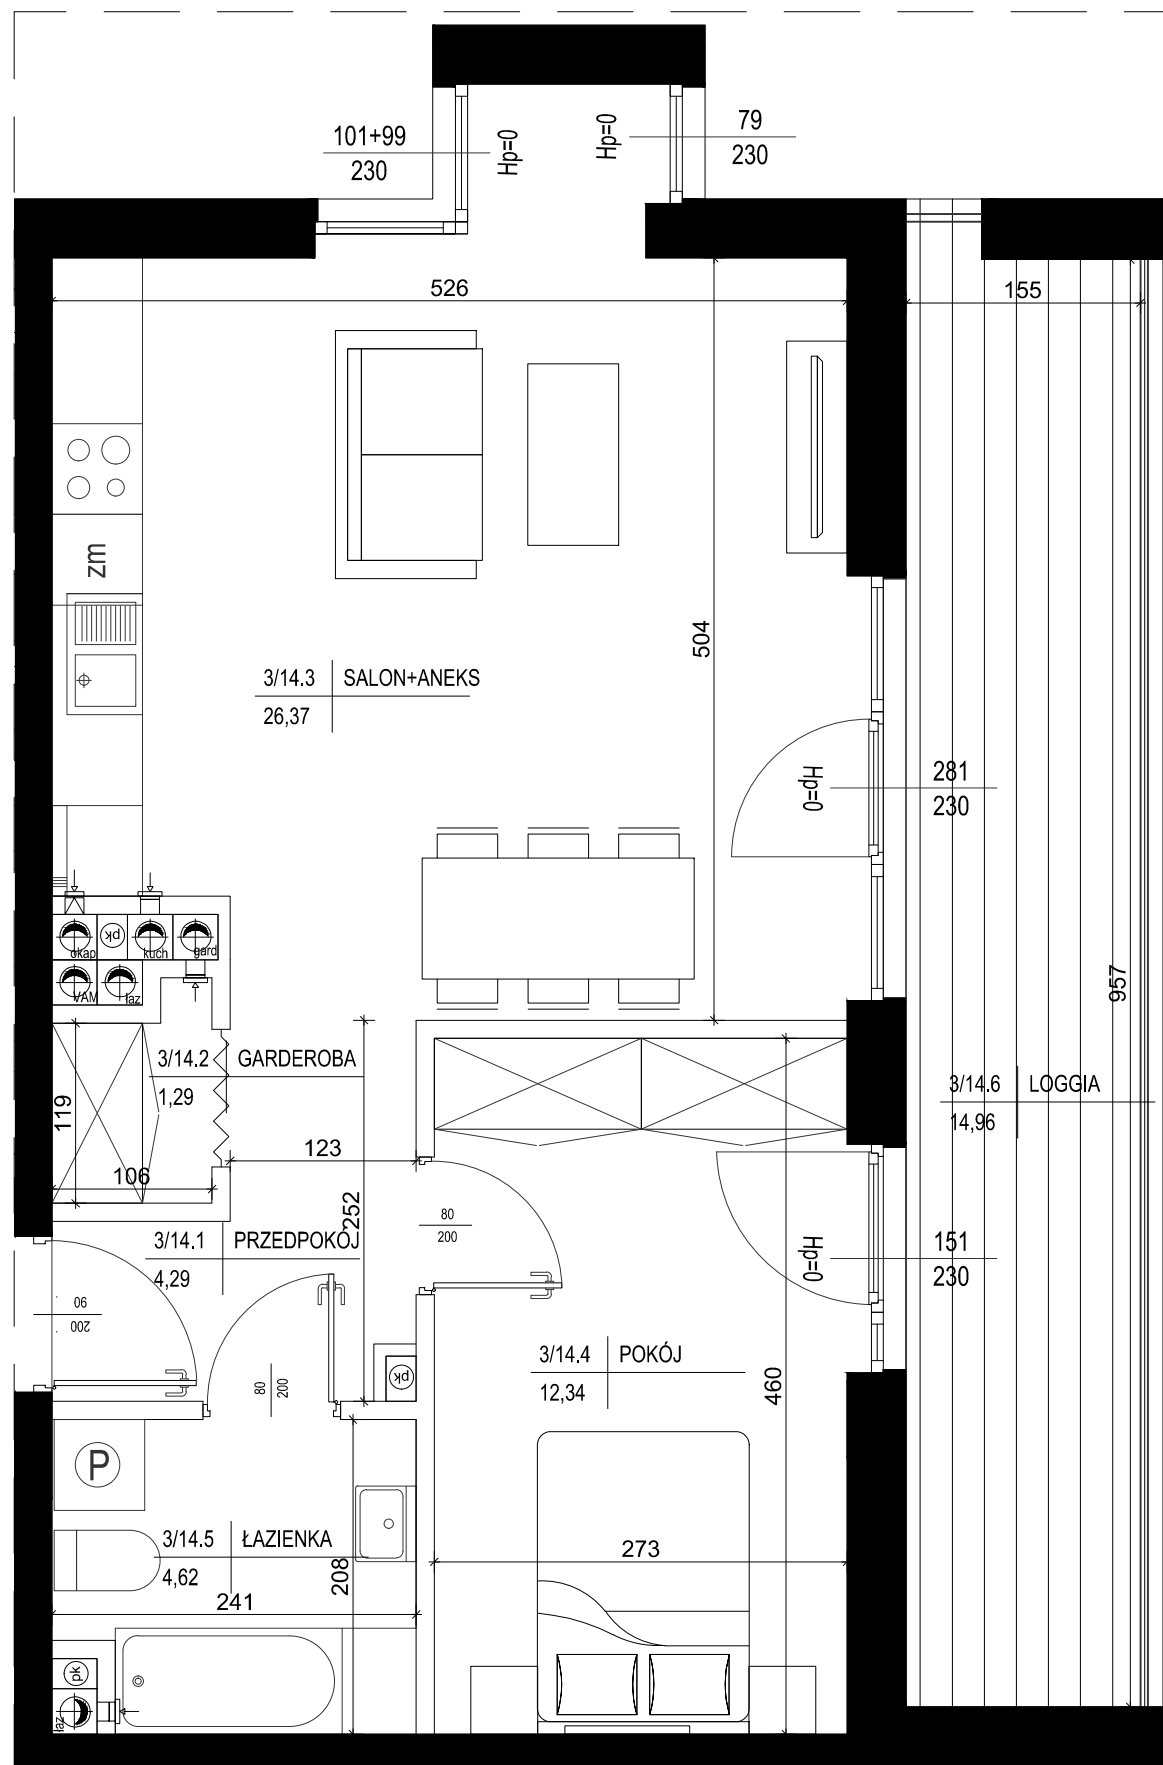 101+99
230
Hp=0
Hp=0
79
230
526
155
zm
504
3/14.3 SALON+ANEKS
26,37
Hp=0
281
230
okap
pk
kuch
gard
VAM
łaz
957
3/14.2 GARDEROBA
1,29
119
106
123
252
3/14.6 LOGGIA
14,96
80
200
3/14.1 PRZEDPOKÓJ
4,29
Hp=0
151
230
90
200
80
200
pk
3/14.4 POKÓJ
12,34
460
P
3/14.5 ŁAZIENKA
4,62
208
241
273
pk
łaz